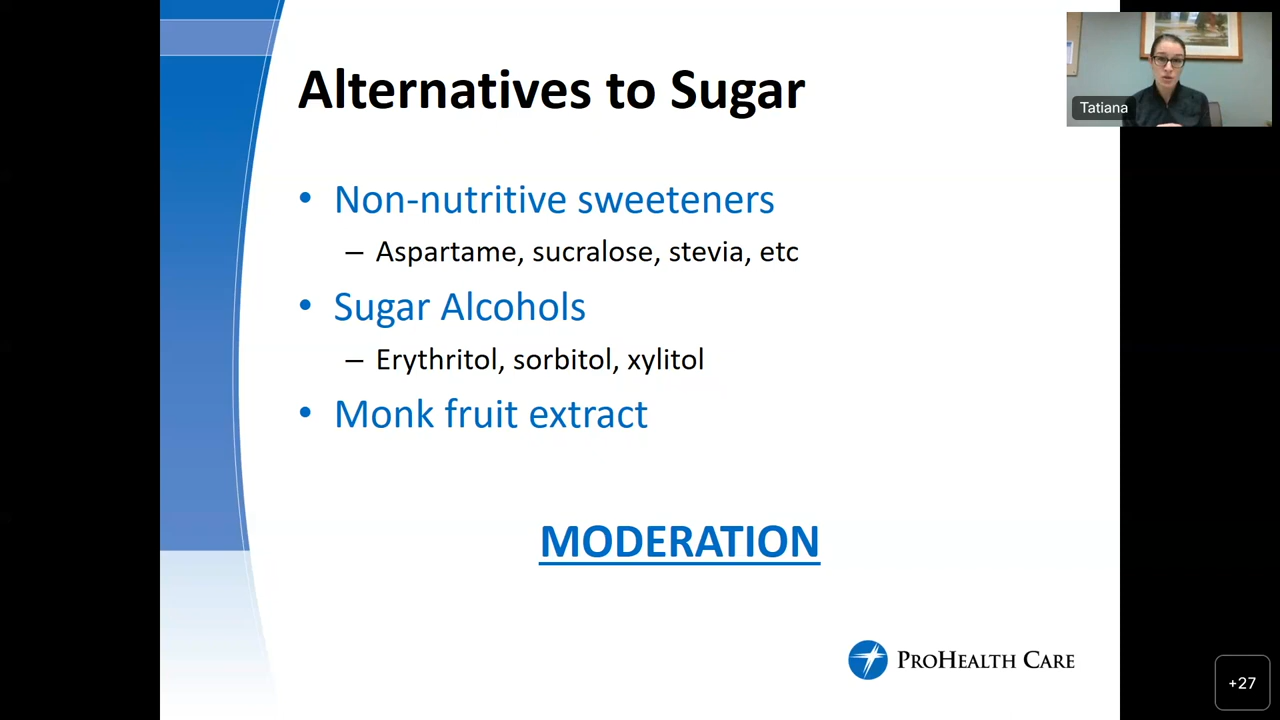 Alternatives to Sugar
Tatiana
• Non-nutritive sweeteners
– Aspartame, sucralose, stevia, etc
• Sugar Alcohols
– Erythritol, sorbitol, xylitol
• Monk fruit extract
MODERATION
PROHEALTH CARE
+27